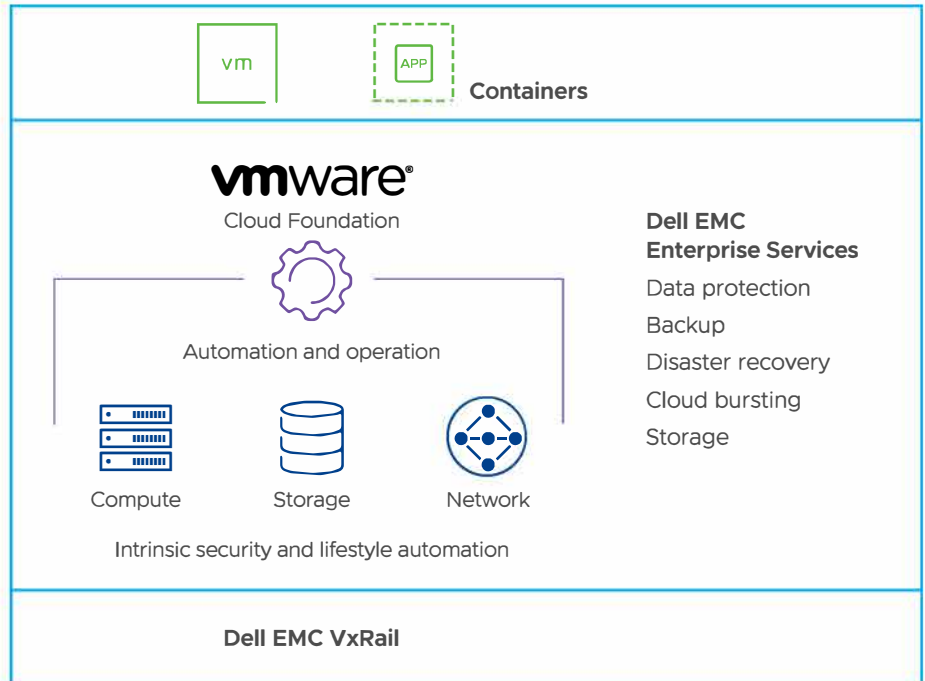 vm
APP
Containers
vmware®
Cloud Foundation
Automation and operation
Compute
Storage
Network
Intrinsic security and lifestyle automation
Dell EMC
Enterprise Services
Data protection
Backup
Disaster recovery
Cloud bursting
Storage
Dell EMC VxRail